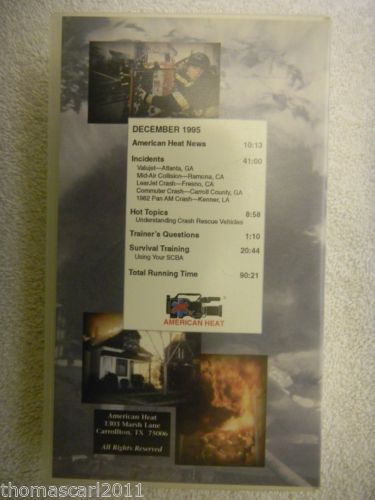 DECEMBER 1995
American Heat News 10:13
Incidents 41:00
Valujet—Atlanta, GA
Mid-Air Collision—Ramona, CA
LearJet Crash—Fresno, CA
Commuter Crash—Carroll County, GA
1982 Pan AM Crash—Kenner, LA
Hot Topics 8:58
Understanding Crash Rescue Vehicles
Trainer's Questions 1:10
Survival Training 20:44
Using Your SCBA
Total Running Time 90:21
AMERICAN HEAT
American Heat
1303 Marsh Lane
Carrollton, TX 75006
All Rights Reserved
thomascarl2011